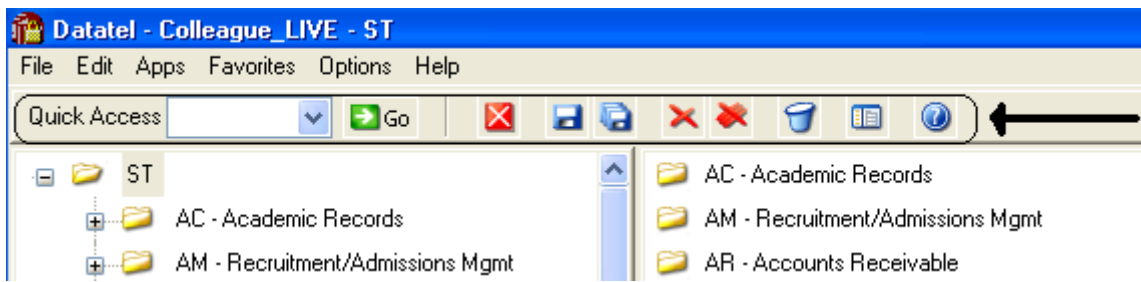 Datatel - Colleague_LIVE - ST
File Edit Apps Favorites Options Help
Quick Access Go
ST
AC - Academic Records
AM - Recruitment/Admissions Mgmt
AC - Academic Records
AM - Recruitment/Admissions Mgmt
AR - Accounts Receivable